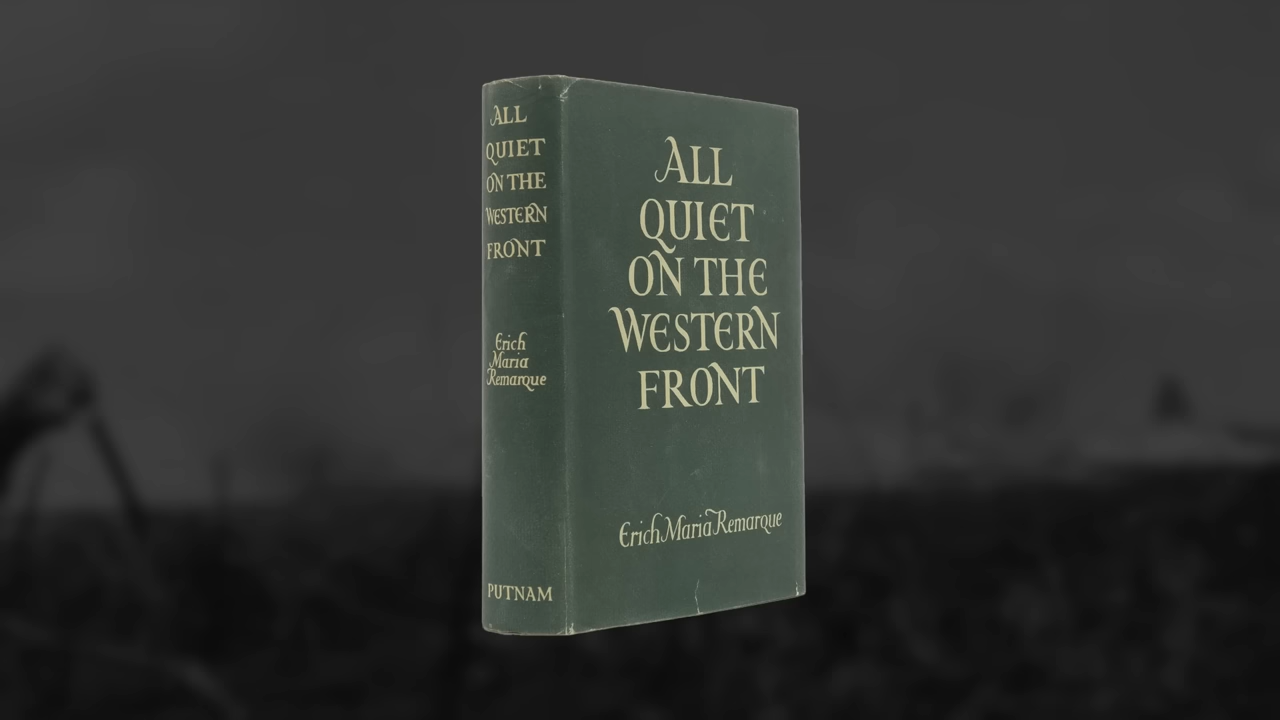 ALL
QUIET
ON THE
WESTERN
FRONT
Erich
Maria
Remarque
PUTNAM
ALL
QUIET
ON THE
WESTERN
FRONT
Erich Maria Remarque